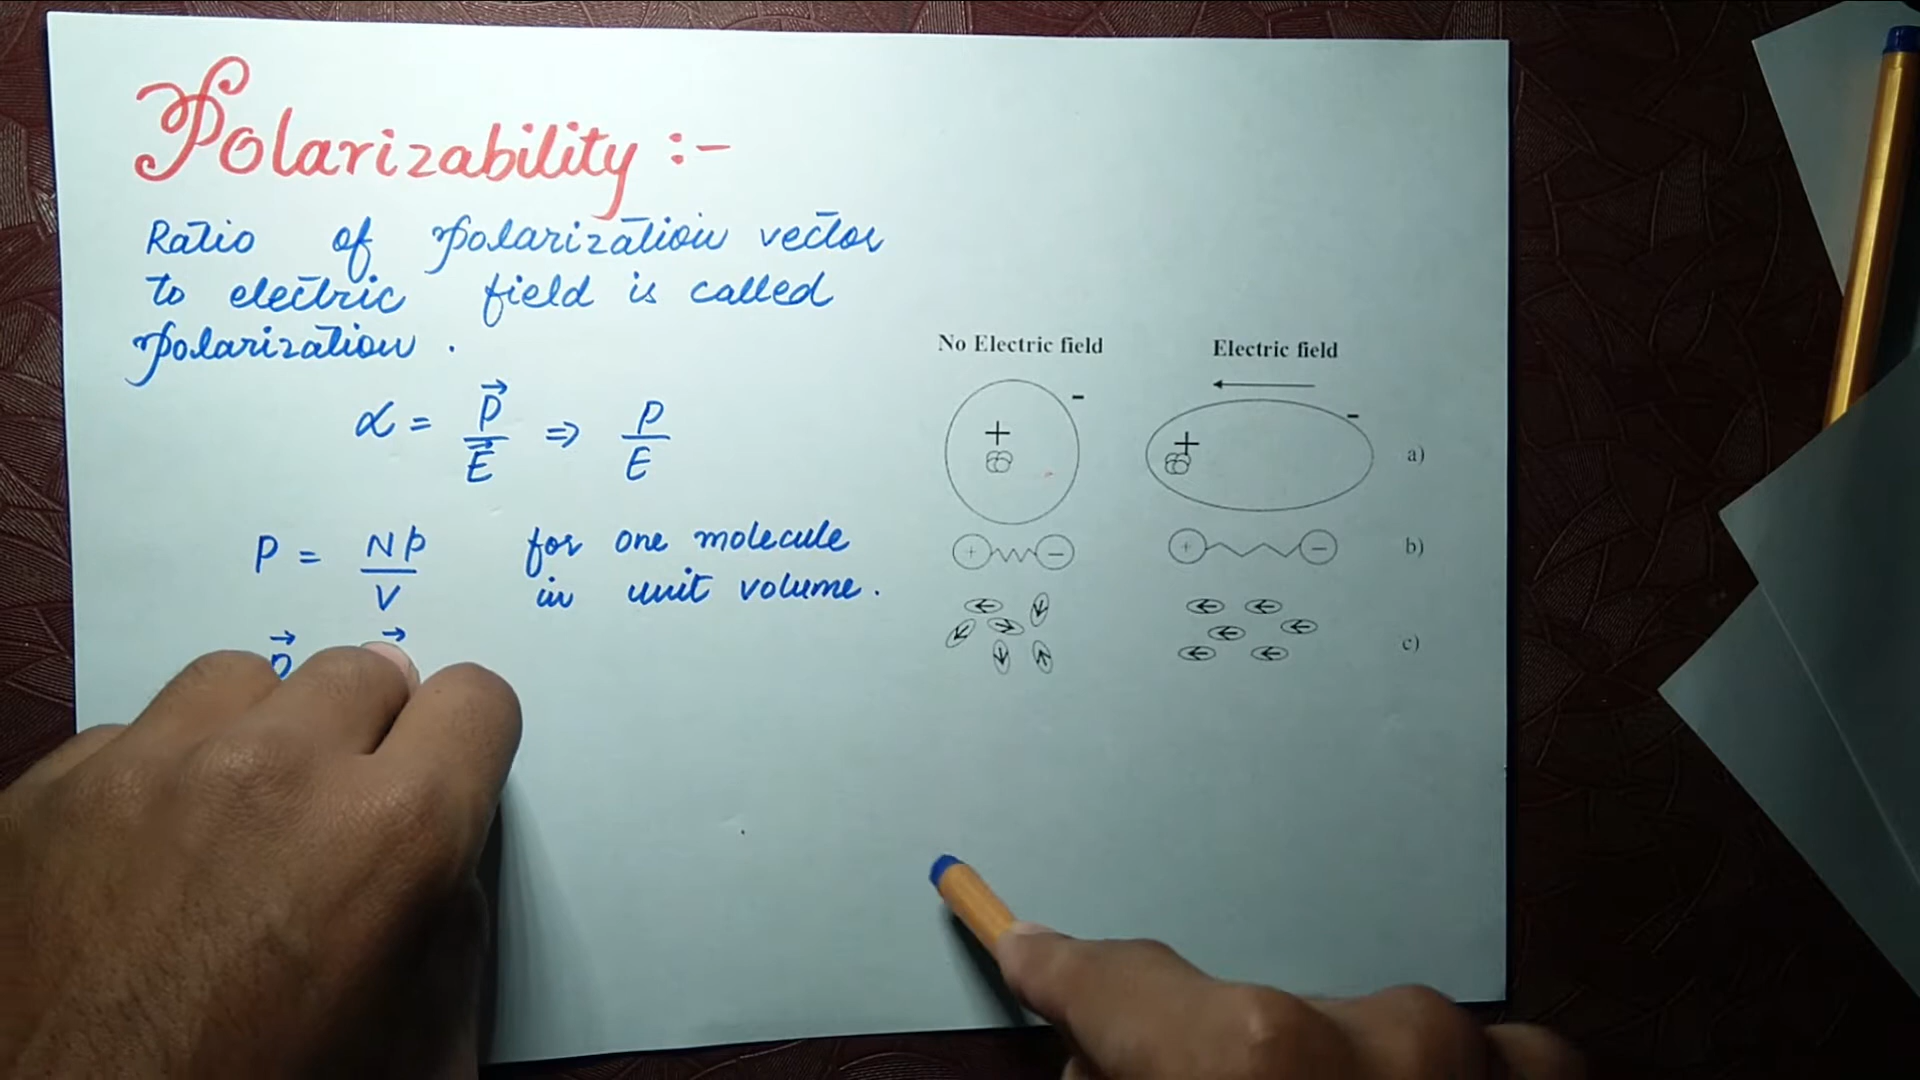 Polarizability :-
Ratio of polarization vector
to electric field is called
polarization .
α = P⃗ / E⃗ ⇒ P / E
P = Np / V for one molecule
in unit volume .
No Electric field Electric field
+ - + - a)
+ - + - b)
c)